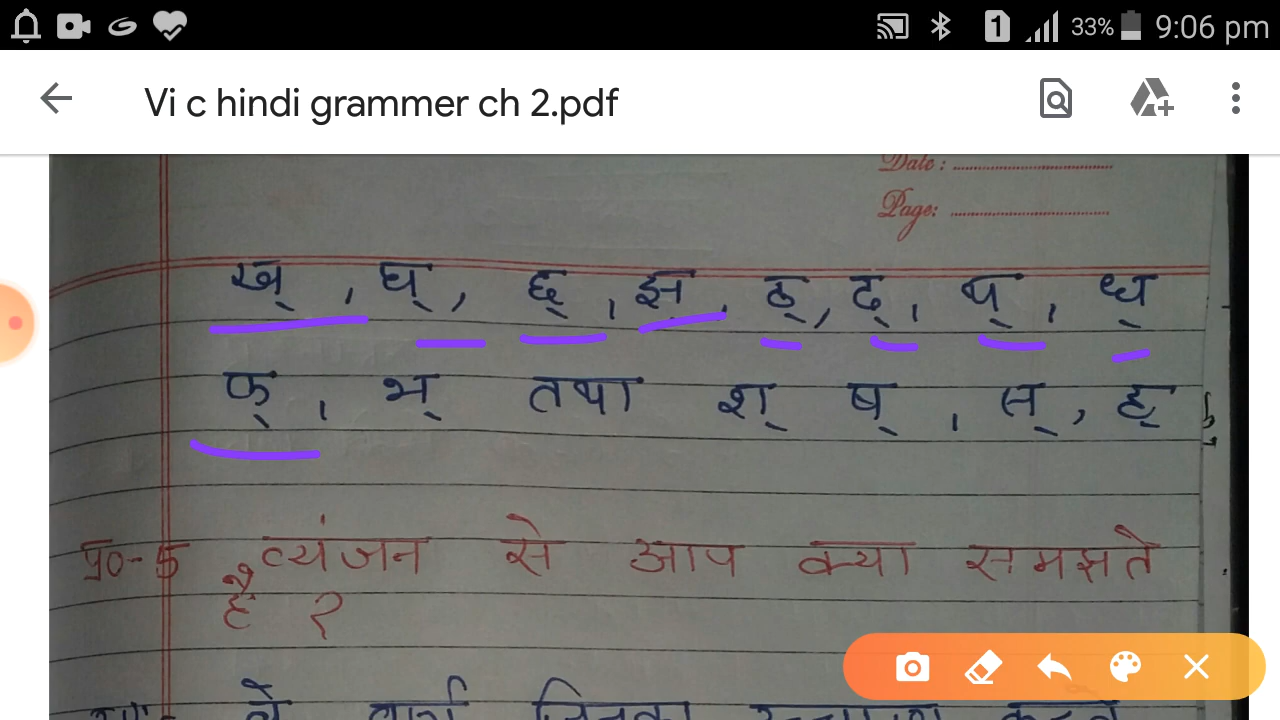 33% 9:06 pm
Vi c hindi grammer ch 2.pdf
Date :
Page:
ख् , घ्, छ् , झ् , ठ्, ढ् , थ् , ध्
फ् , भ् तथा श् ष् , स् , ह्
प्र०-5 व्यंजन से आप क्या समझते
है ?